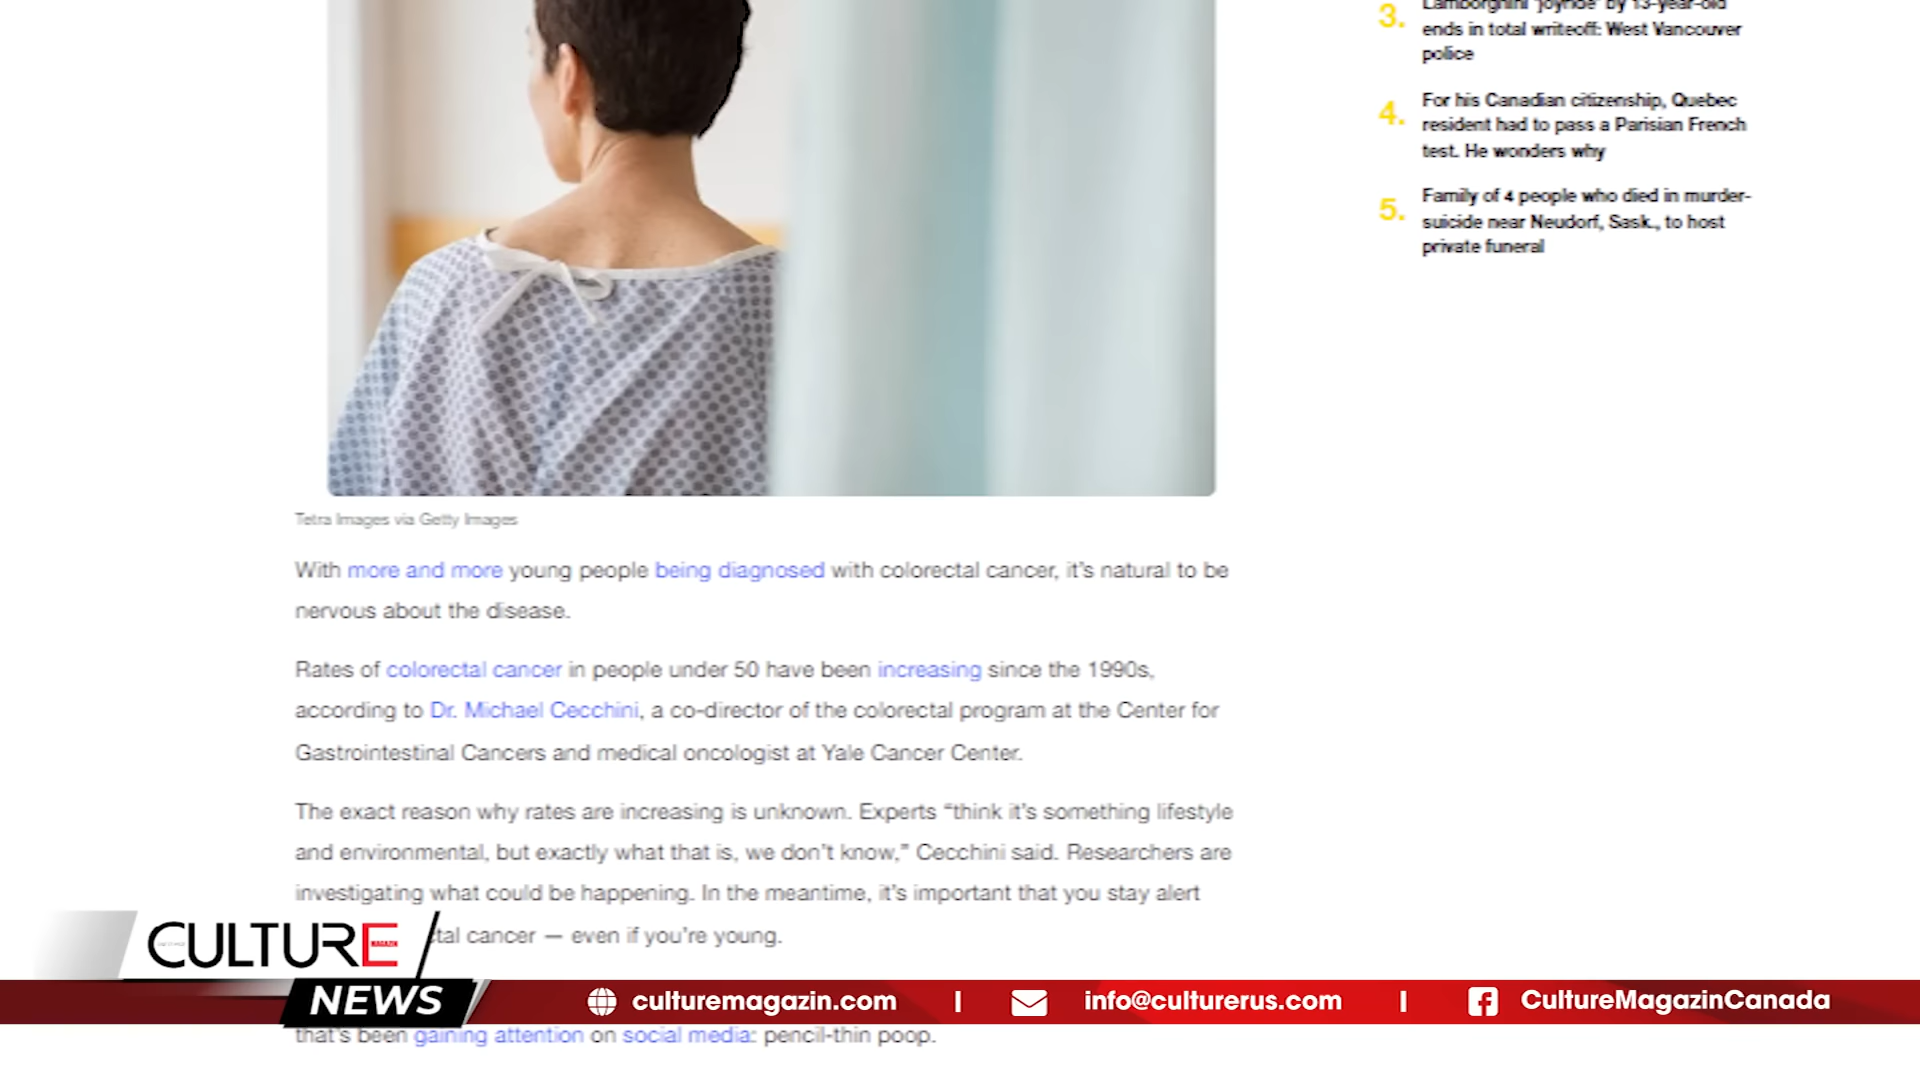 Lamborghini 'joyride' by 13-year-old
3.
ends in total writeoff: West Vancouver
police
For his Canadian citizenship, Quebec
4.
resident had to pass a Parisian French
test. He wonders why
Family of 4 people who died in murder-
5.
suicide near Neudorf, Sask., to host
private funeral
Tetra Images via Getty Images
With more and more young people being diagnosed with colorectal cancer, it's natural to be
nervous about the disease.
Rates of colorectal cancer in people under 50 have been increasing since the 1990s,
according to Dr. Michael Cecchini, a co-director of the colorectal program at the Center for
Gastrointestinal Cancers and medical oncologist at Yale Cancer Center.
The exact reason why rates are increasing is unknown. Experts “think it's something lifestyle
and environmental, but exactly what that is, we don't know,” Cecchini said. Researchers are
investigating what could be happening. In the meantime, it's important that you stay alert
tal cancer — even if you're young.
CULTURE
MAGAZIN
NEWS
culturemagazin.com | info@culturerus.com | CultureMagazinCanada
that's been gaining attention on social media: pencil-thin poop.